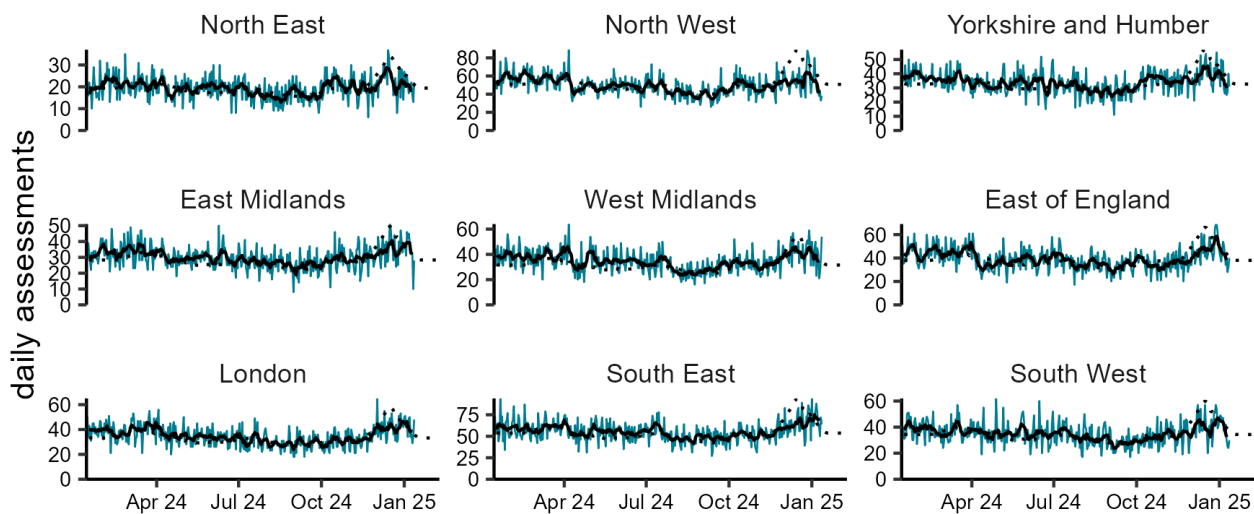 North East North West Yorkshire and Humber
30 80 50
20 60 40
10 40 30
0 20 20
0 10
0
daily assessments
East Midlands West Midlands East of England
50 60 60
40 40 40
30 20 20
20 0 0
10
0
London South East South West
60 75 60
40 50 40
20 25 20
0 0 0
Apr 24 Jul 24 Oct 24 Jan 25 Apr 24 Jul 24 Oct 24 Jan 25 Apr 24 Jul 24 Oct 24 Jan 25